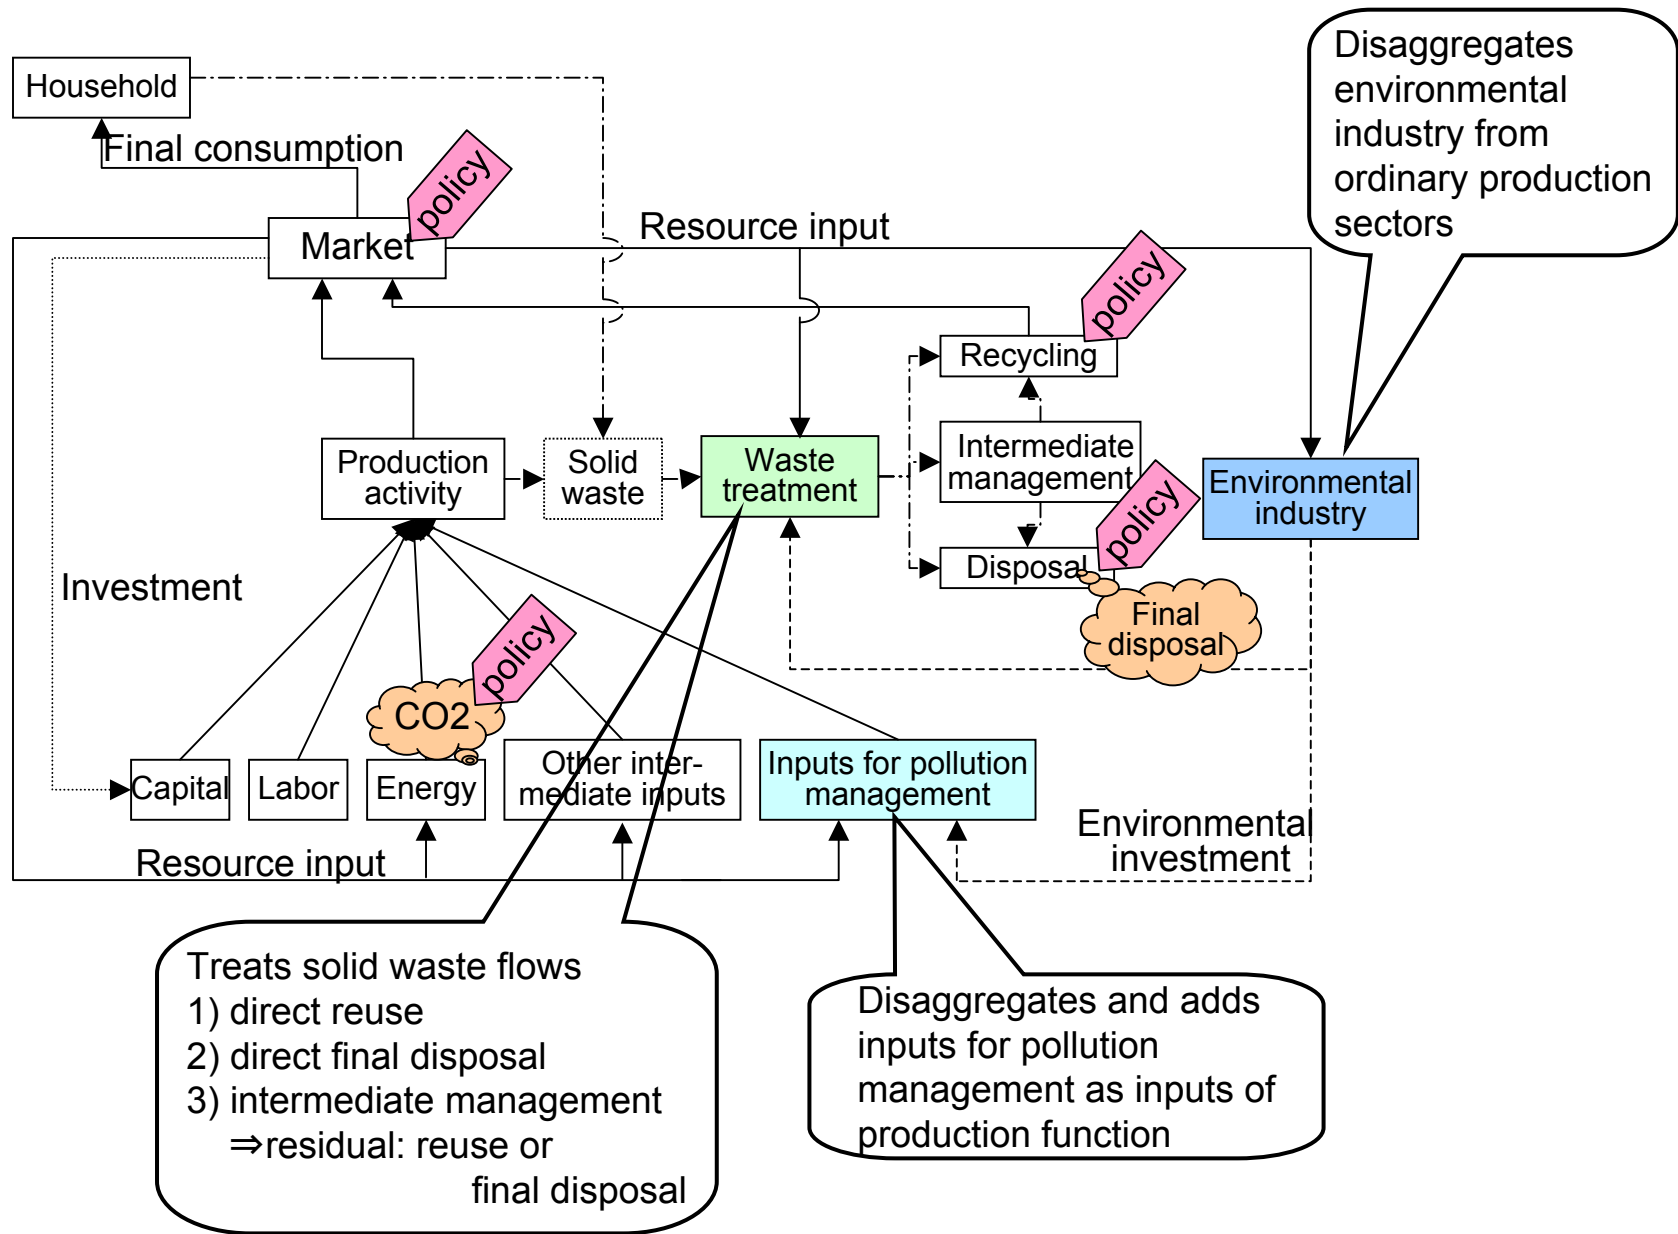 Disaggregates
environmental
industry from
ordinary production
sectors
Household
Final consumption
policy
Market
Resource input
policy
Recycling
Production
activity
Solid
waste
Waste
treatment
Intermediate
management
Environmental
industry
policy
Disposal
Final
disposal
Investment
policy
CO2
Capital
Labor
Energy
Other inter-
mediate inputs
Inputs for pollution
management
Environmental
investment
Resource input
Treats solid waste flows
1) direct reuse
2) direct final disposal
3) intermediate management
⇒residual: reuse or
final disposal
Disaggregates and adds
inputs for pollution
management as inputs of
production function